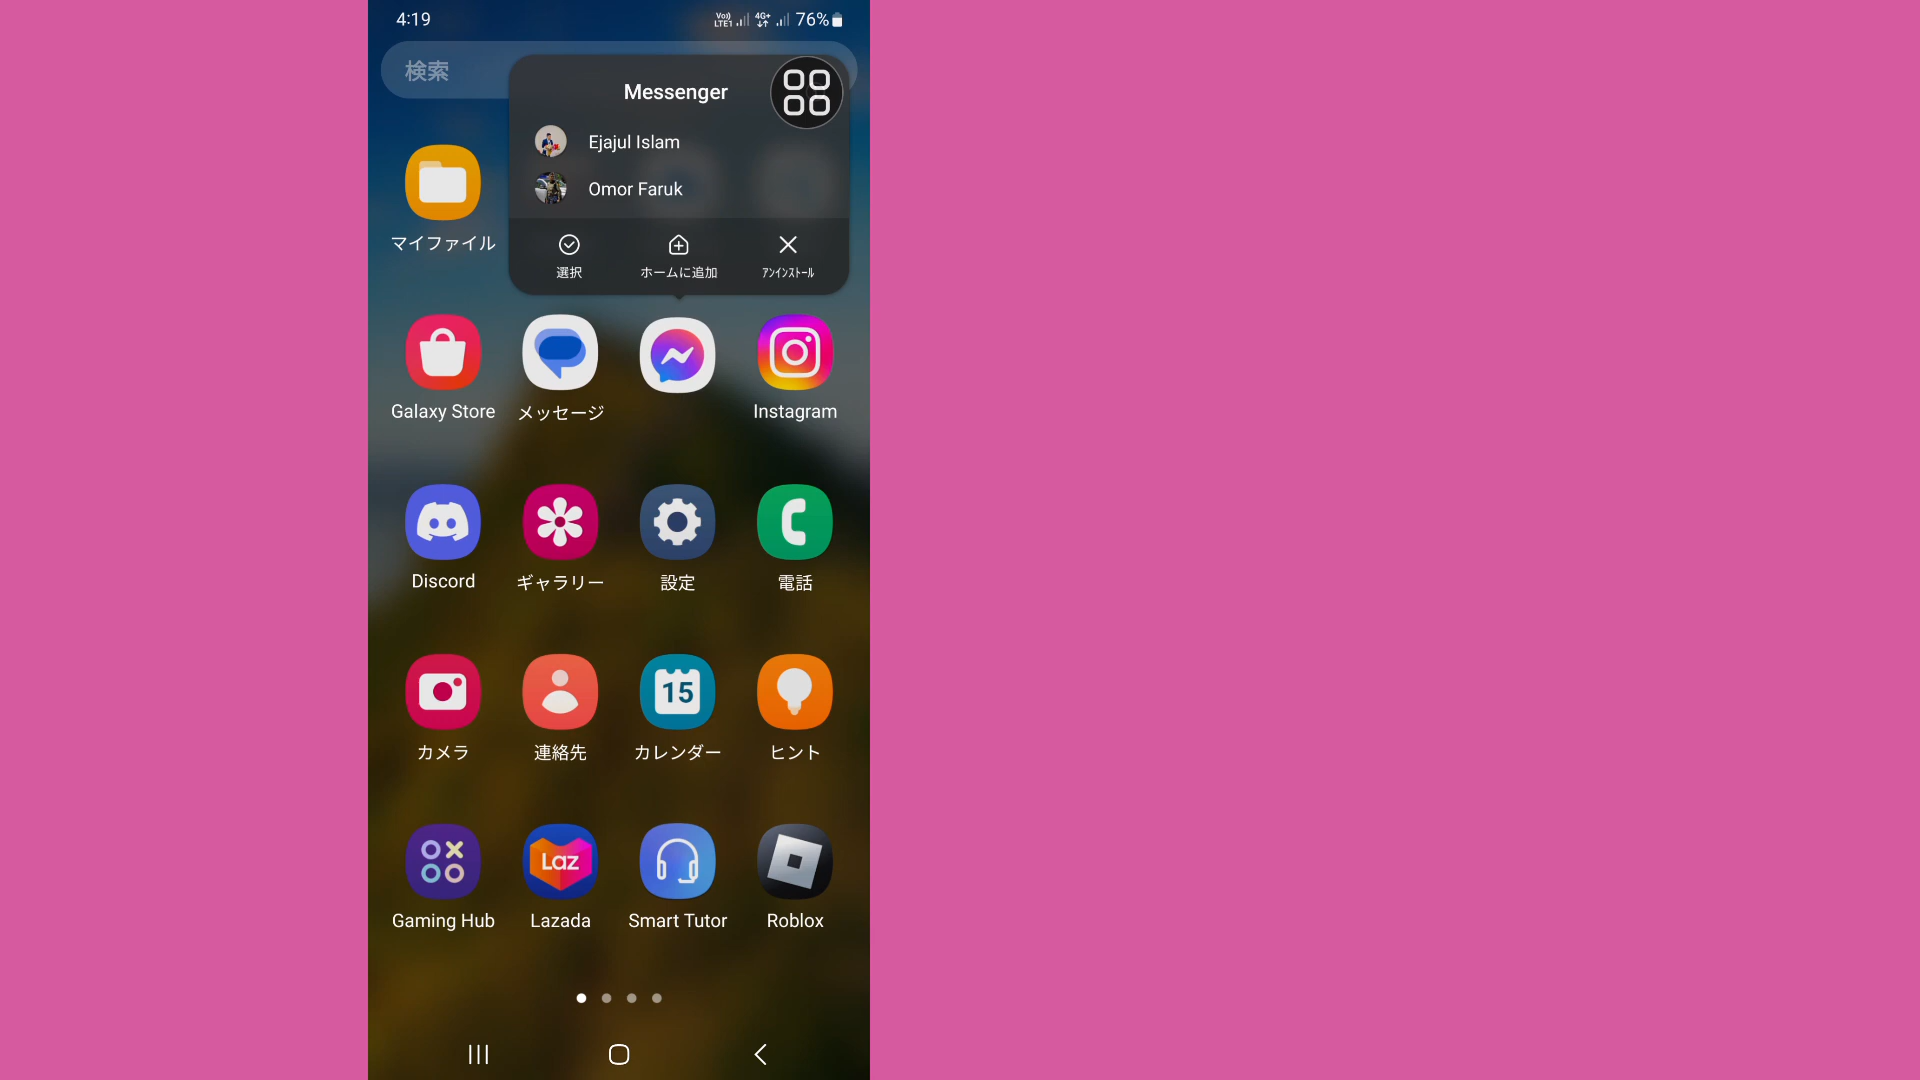 4:19
Vo))
LTE1
4G+
76%
検索
Messenger
Ejajul Islam
Omor Faruk
選択
ホームに追加
ｱﾝｲﾝｽﾄｰﾙ
マイファイル
Galaxy Store
メッセージ
Instagram
Discord
ギャラリー
設定
電話
15
カメラ
連絡先
カレンダー
ヒント
Laz
Gaming Hub
Lazada
Smart Tutor
Roblox